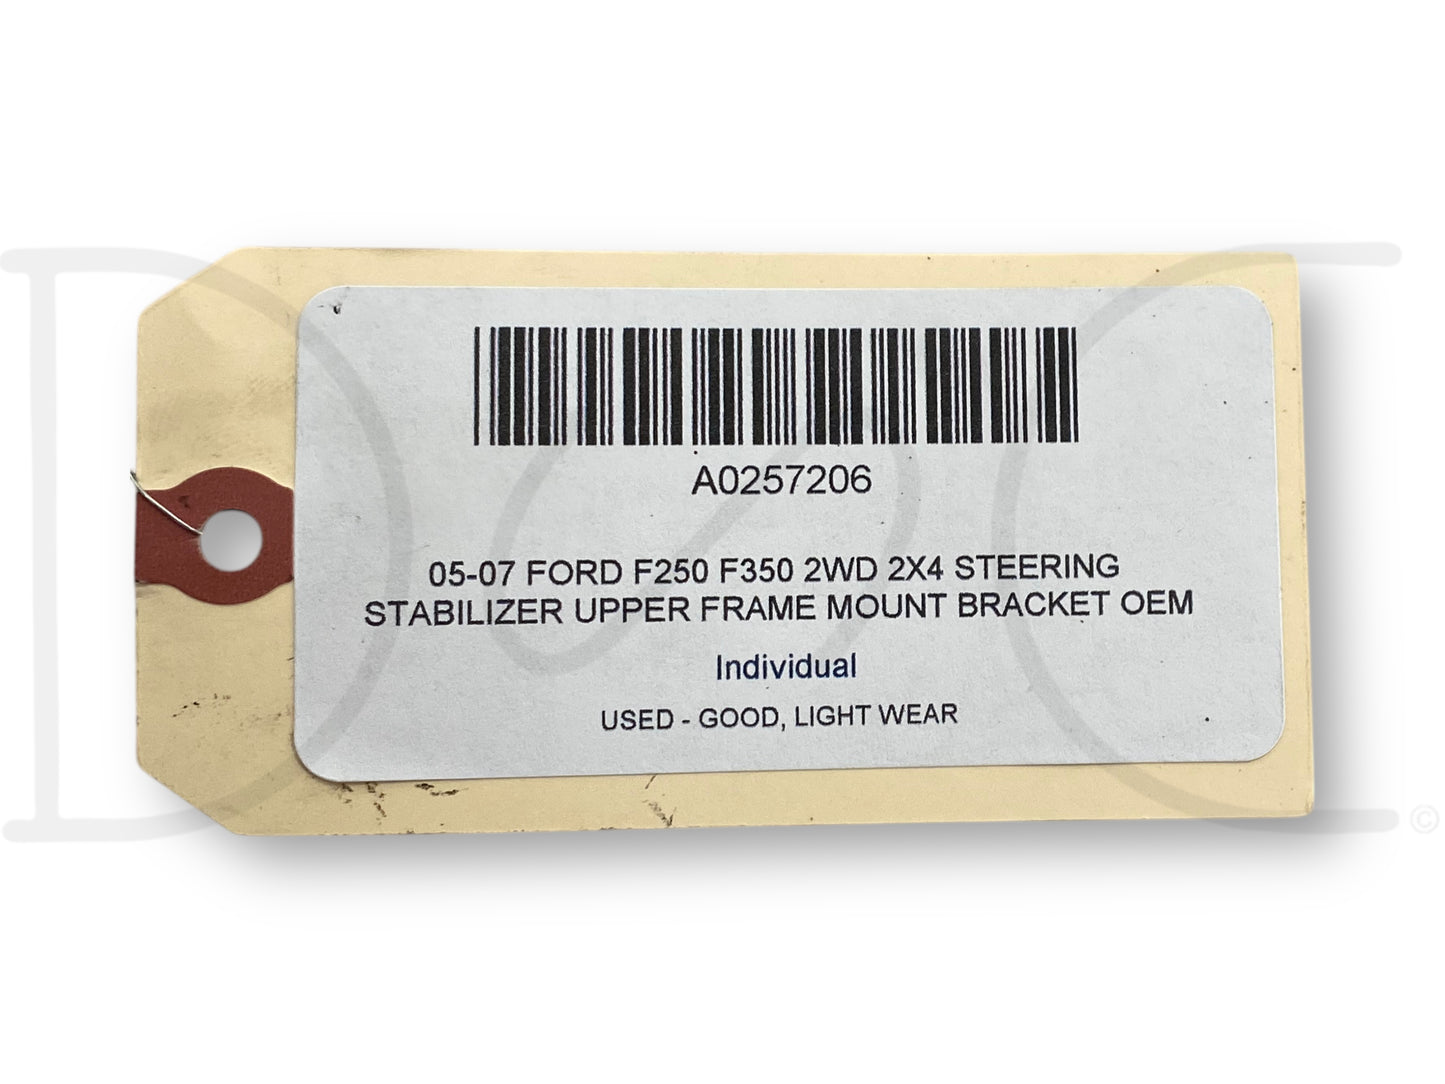 A0257206
05-07 FORD F250 F350 2WD 2X4 STEERING
STABILIZER UPPER FRAME MOUNT BRACKET OEM
Individual
USED - GOOD, LIGHT WEAR
©